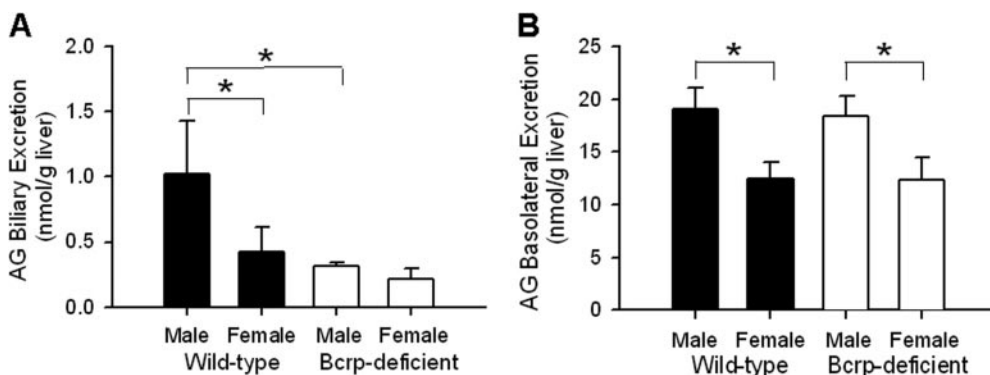 A
AG Biliary Excretion
(nmol/g liver)
2.0
1.5
1.0
0.5
0.0
*
*
Male Female Male Female
Wild-type Bcrp-deficient
B
AG Basolateral Excretion
(nmol/g liver)
25
20
15
10
5
0
* *
Male Female Male Female
Wild-type Bcrp-deficient